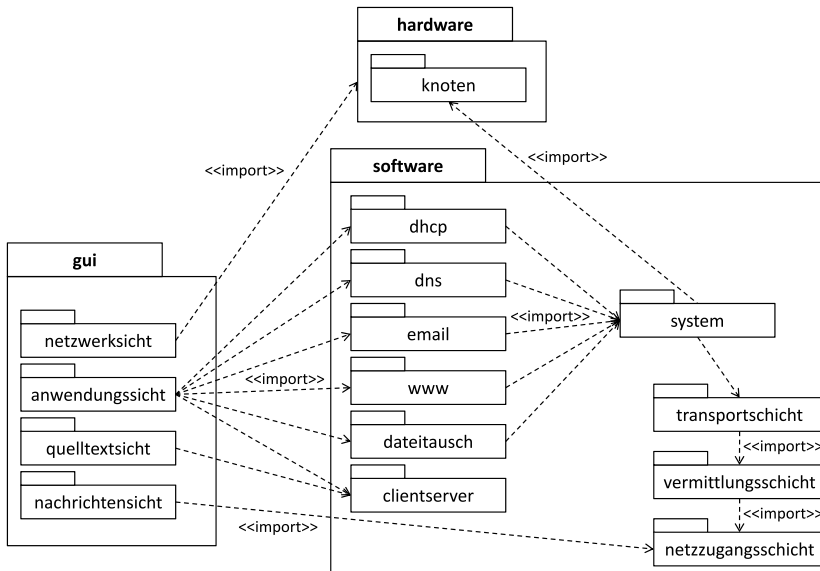 hardware
knoten
<<import>>
<<import>>
software
dhcp
gui
dns
netzwerksicht
email
<<import>>
system
anwendungssicht
<<import>>
www
transportschicht
quelltextsicht
dateitausch
<<import>>
nachrichtensicht
clientserver
vermittlungsschicht
<<import>>
<<import>>
netzzugangsschicht